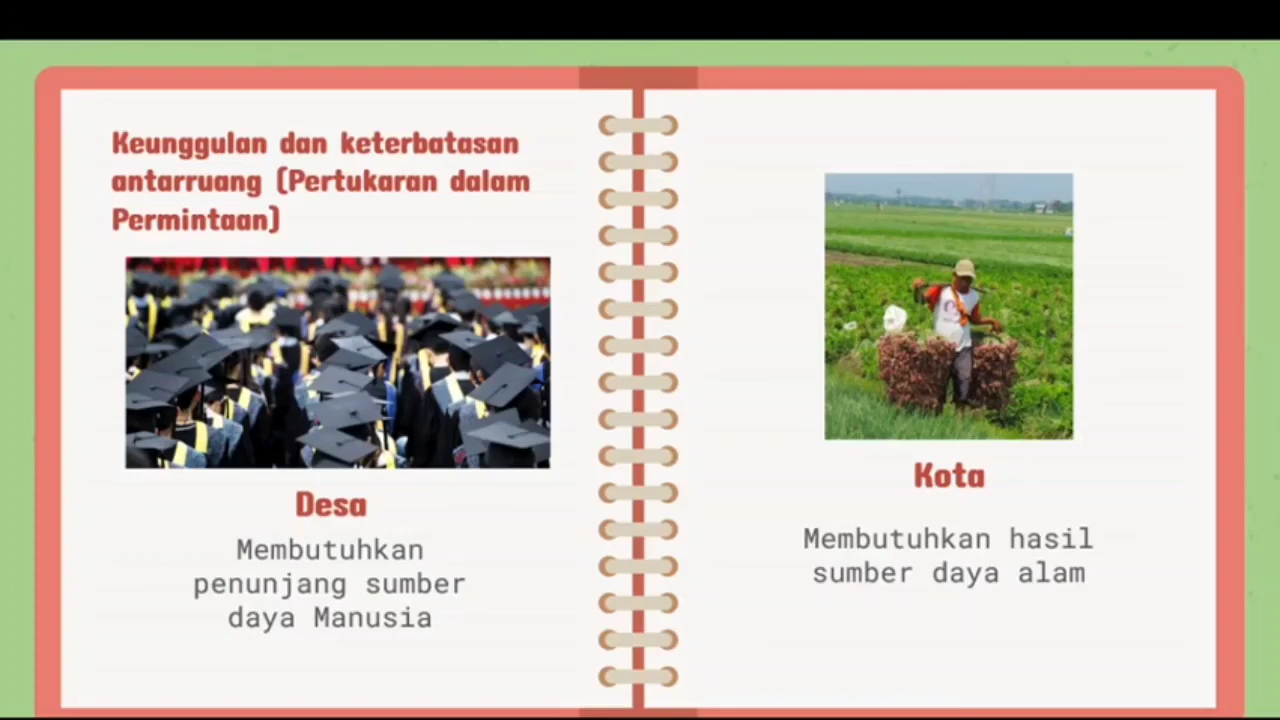 Keunggulan dan keterbatasan
antarruang (Pertukaran dalam
Permintaan)
Desa
Membutuhkan
penunjang sumber
daya Manusia
Kota
Membutuhkan hasil
sumber daya alam